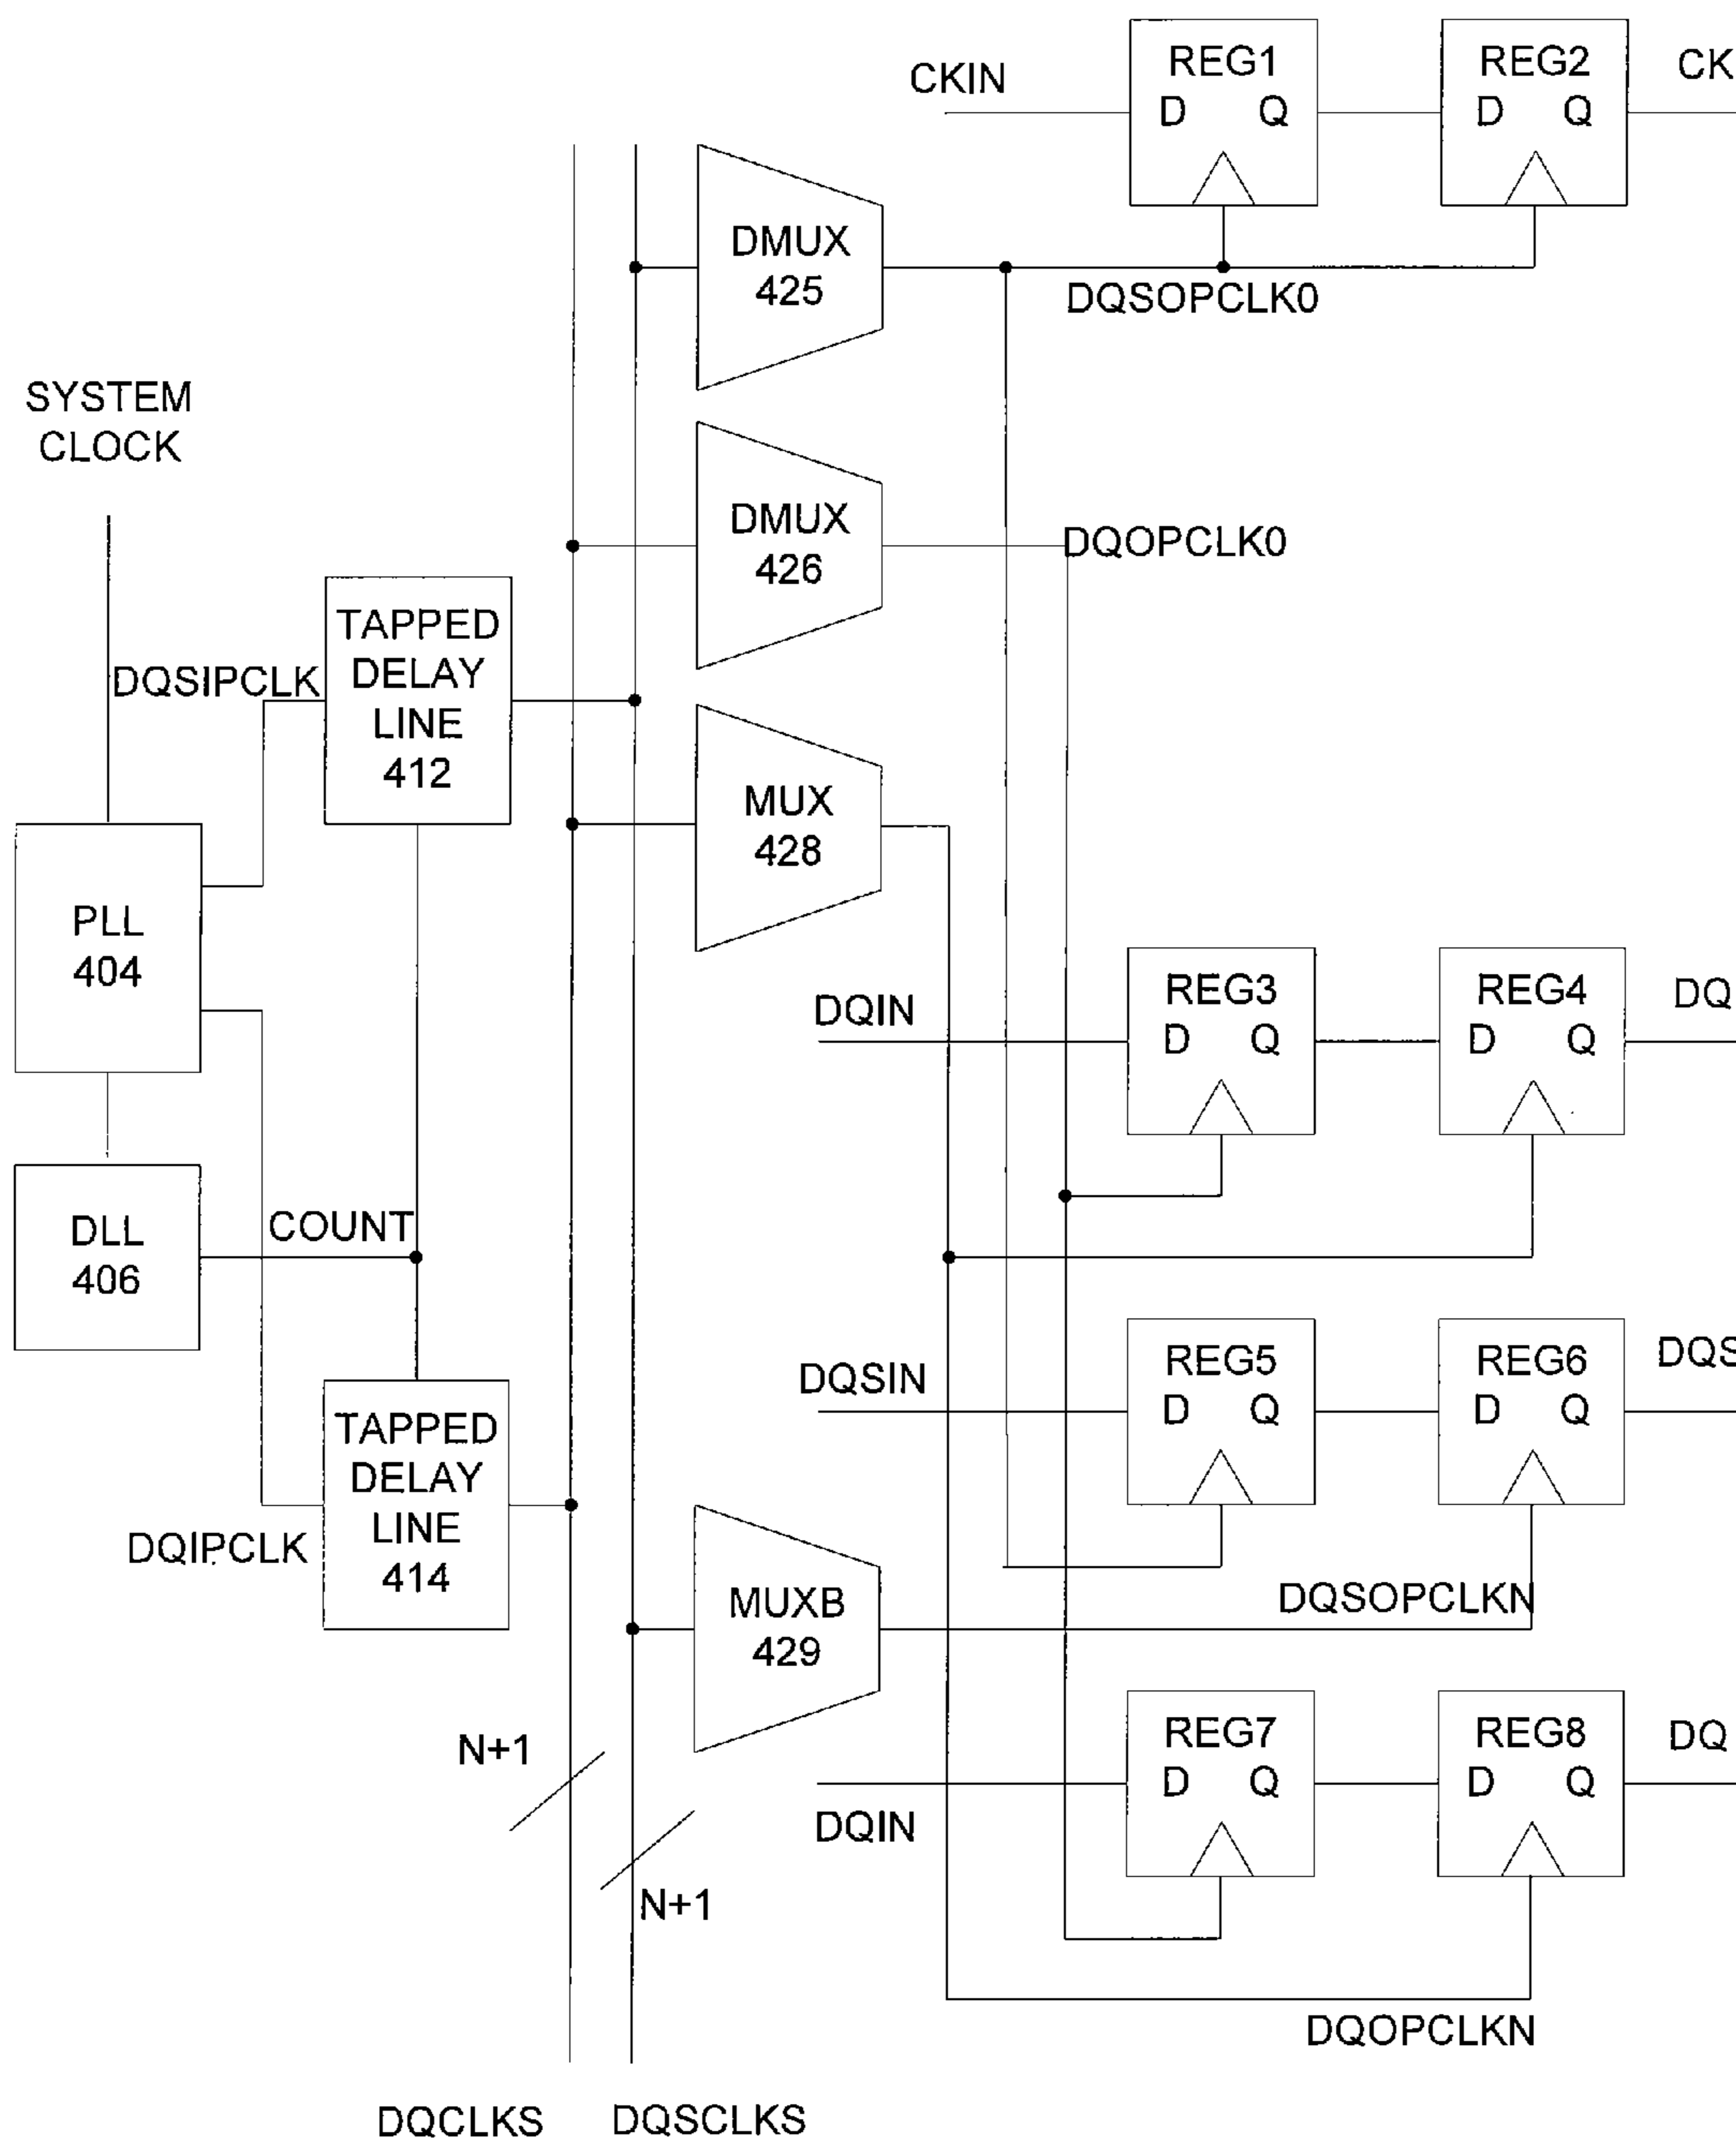 CKIN
REG1
D Q
REG2
D Q
CK
DMUX
425
DQSOPCLK0
SYSTEM
CLOCK
DMUX
426
DQOPCLK0
TAPPED
DELAY
LINE
412
DQSIPCLK
MUX
428
PLL
404
DQIN
REG3
D Q
REG4
D Q
DQ
DLL
406
COUNT
DQSIN
REG5
D Q
REG6
D Q
DQS
TAPPED
DELAY
LINE
414
DQIPCLK
MUXB
429
DQSOPCLKN
N+1
DQIN
REG7
D Q
REG8
D Q
DQ
N+1
DQOPCLKN
DQCLKS
DQSCLKS